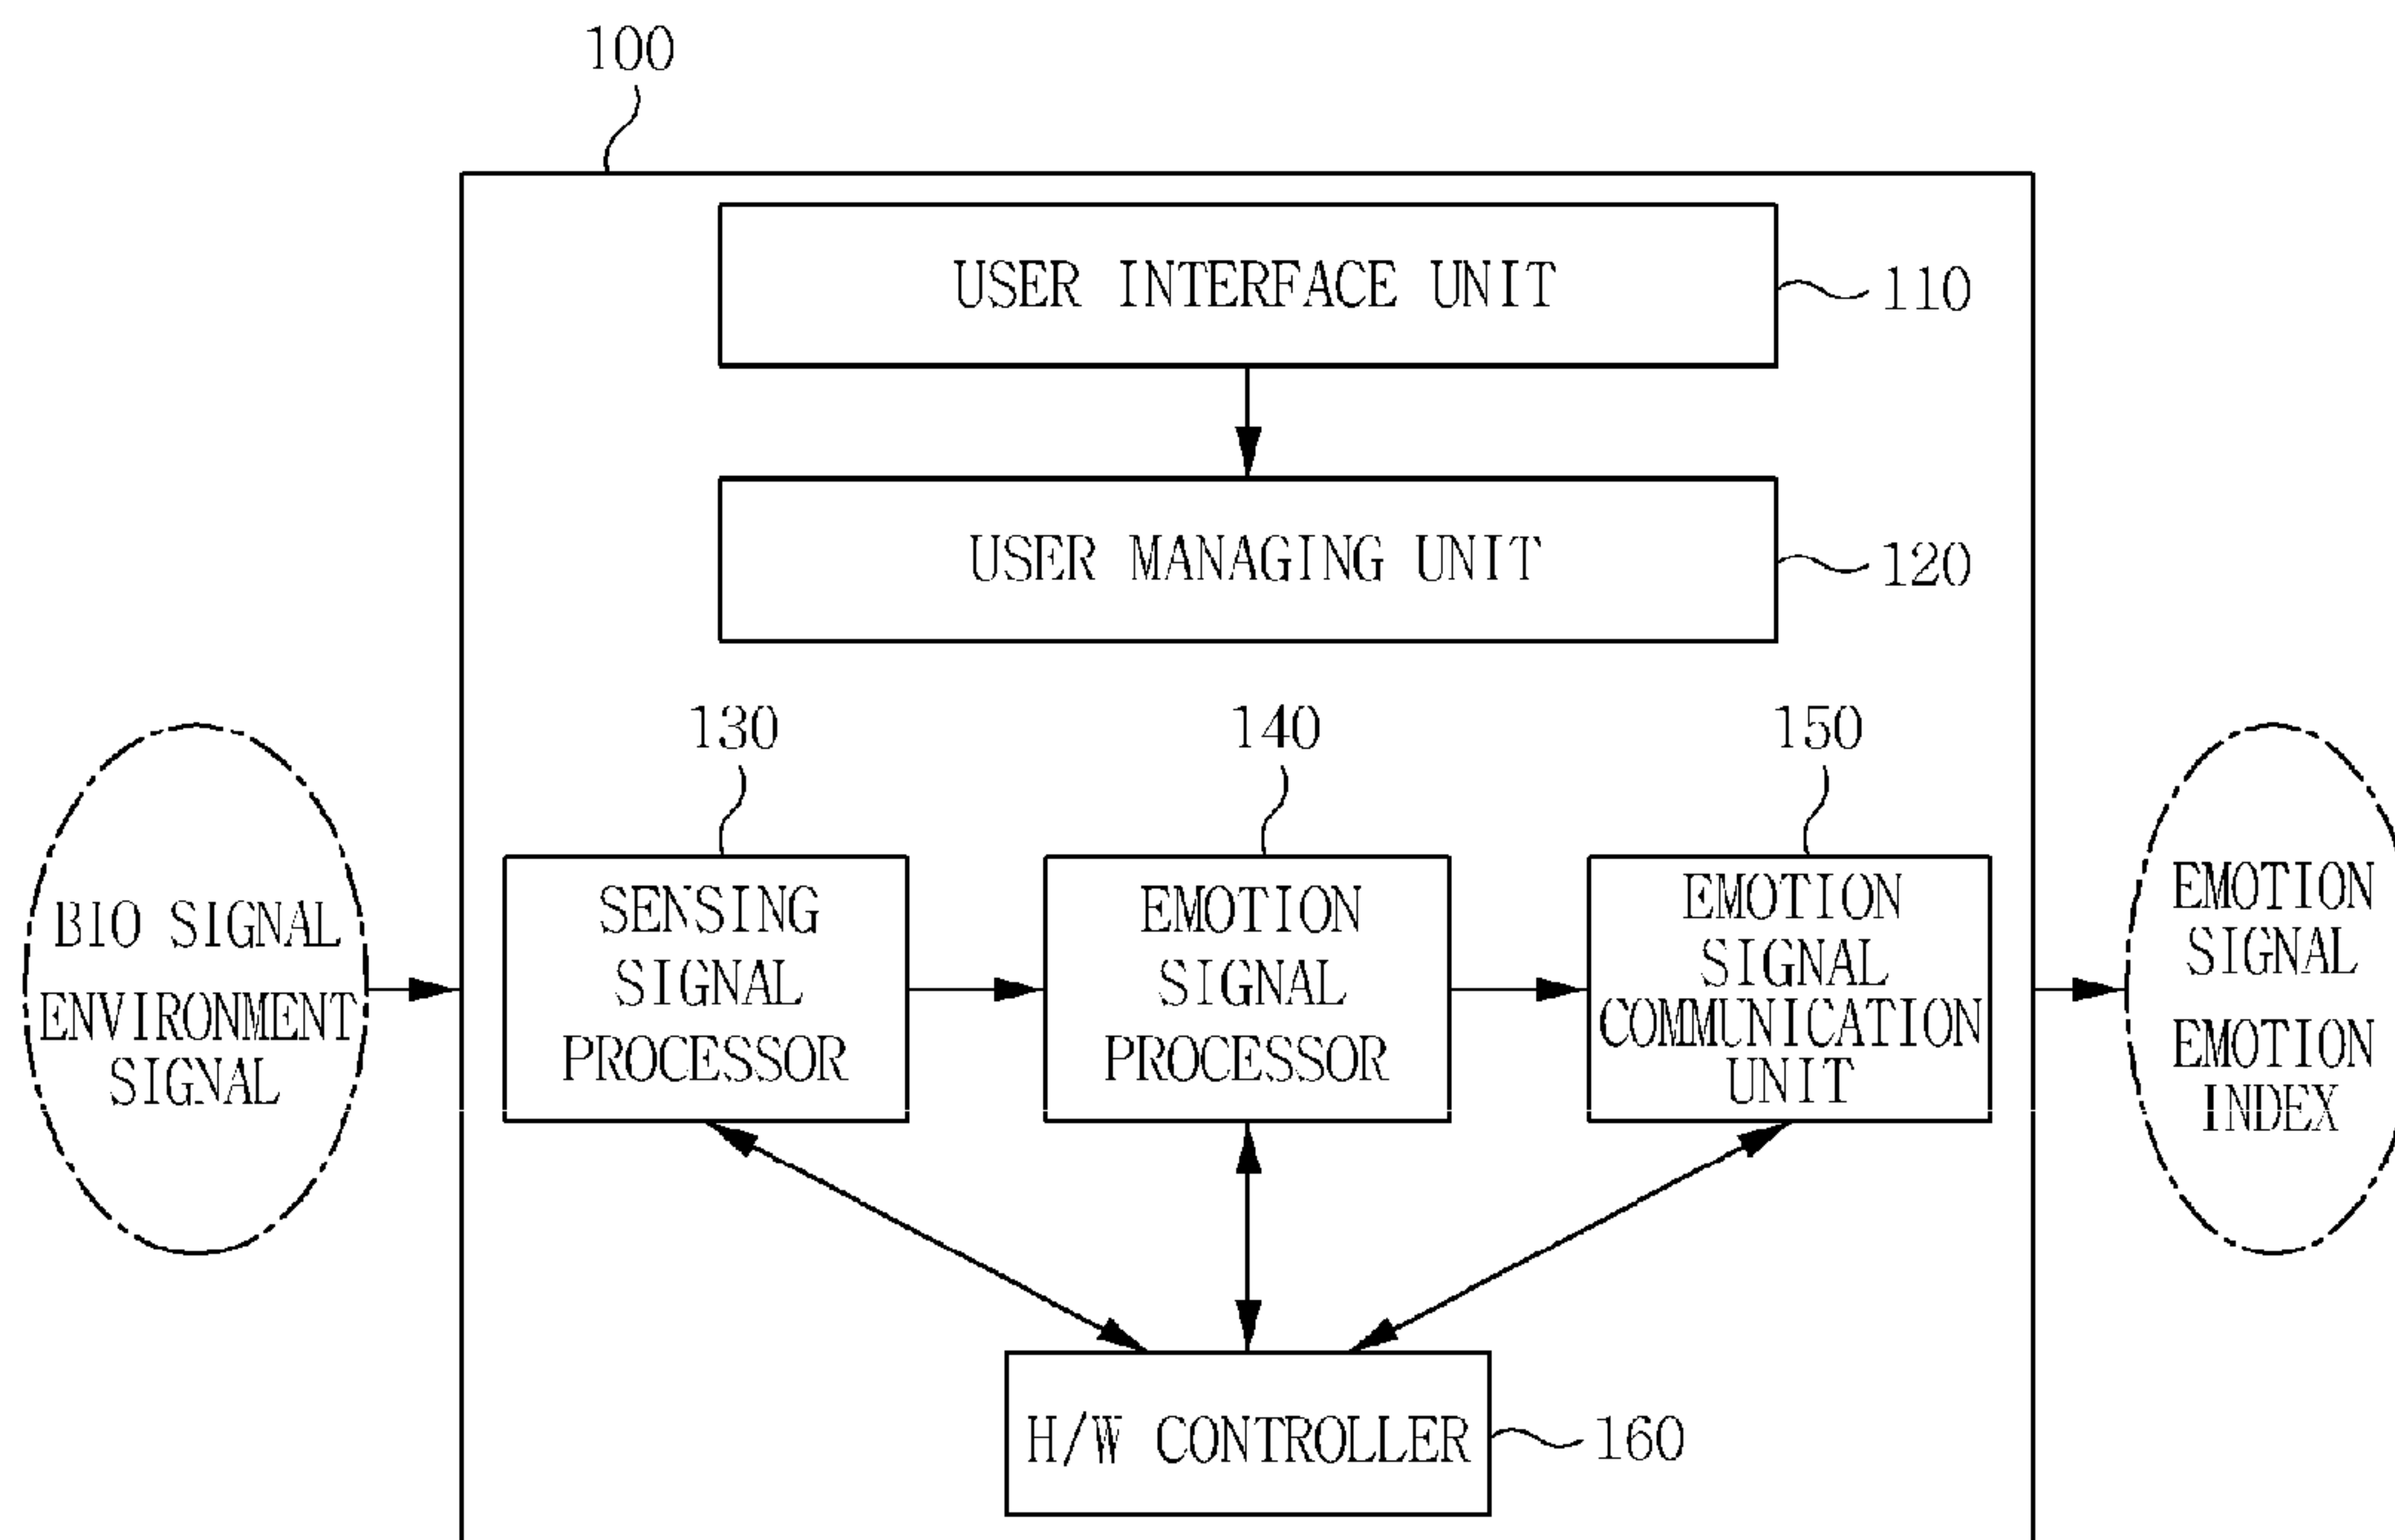 100
USER INTERFACE UNIT
110
USER MANAGING UNIT
120
130
140
150
BIO SIGNAL
ENVIRONMENT
SIGNAL
SENSING
SIGNAL
PROCESSOR
EMOTION
SIGNAL
PROCESSOR
EMOTION
SIGNAL
COMMUNICATION
UNIT
EMOTION
SIGNAL
EMOTION
INDEX
H/W CONTROLLER
160